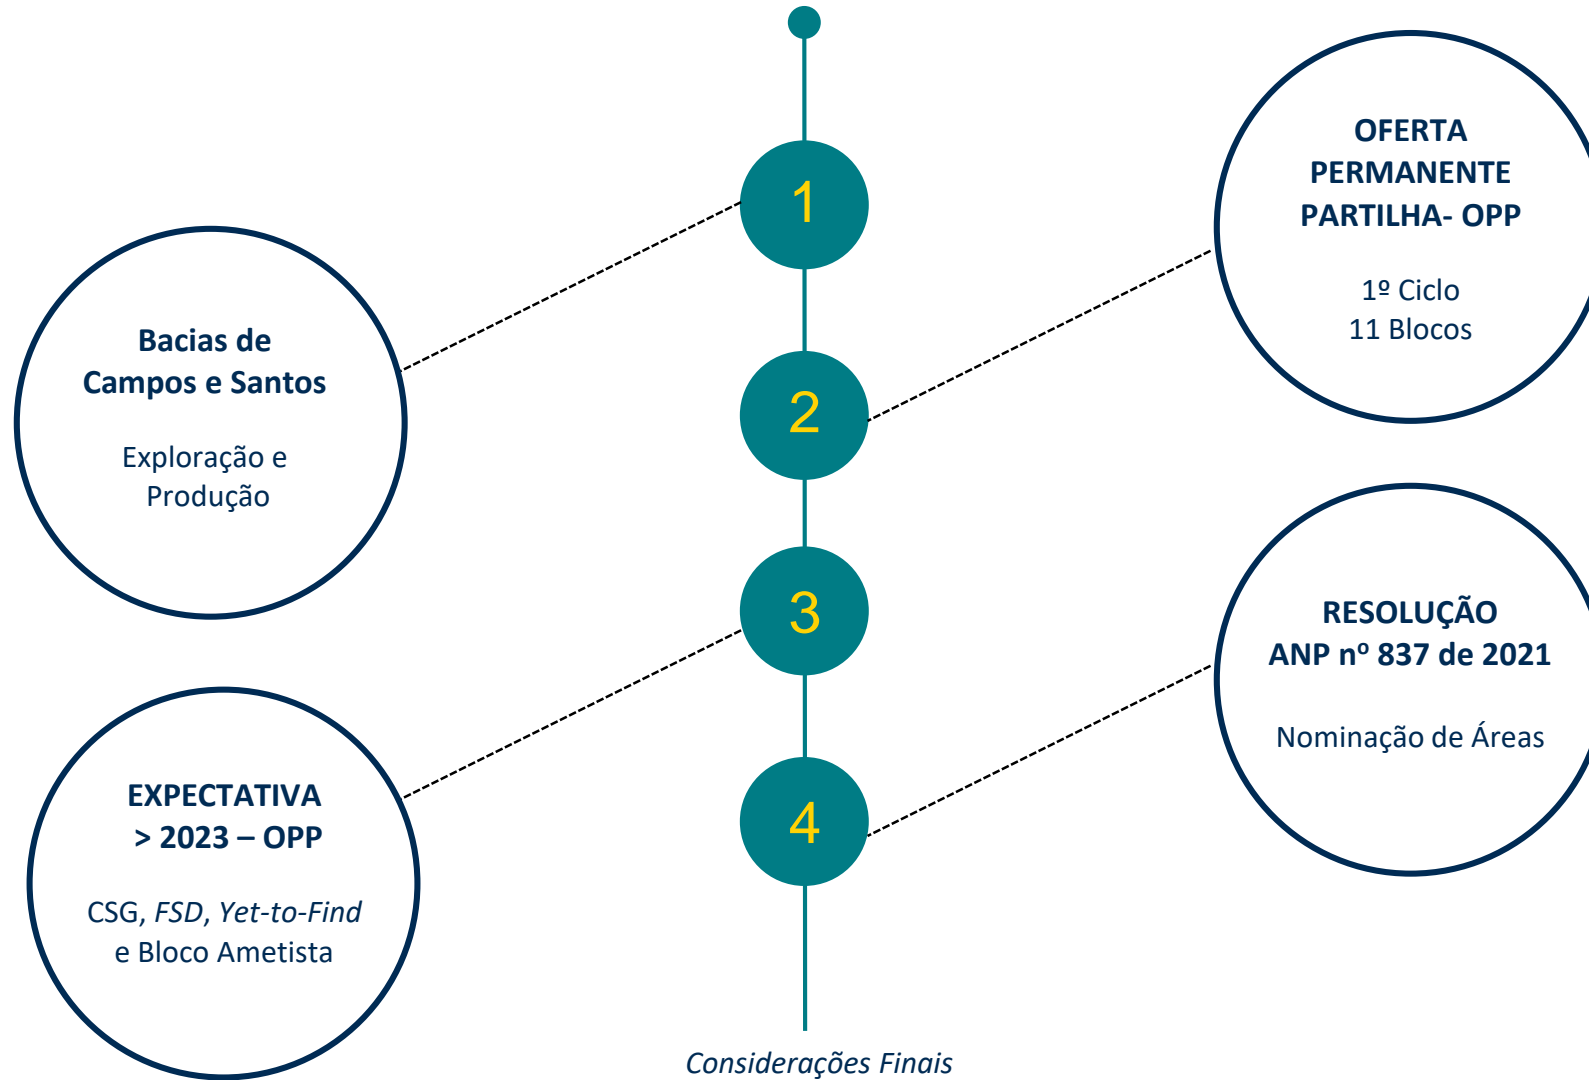 1
Bacias de
Campos e Santos
Exploração e
Produção
2
OFERTA
PERMANENTE
PARTILHA- OPP
1º Ciclo
11 Blocos
3
EXPECTATIVA
> 2023 – OPP
CSG, FSD, Yet-to-Find
e Bloco Ametista
4
RESOLUÇÃO
ANP nº 837 de 2021
Nominação de Áreas
Considerações Finais